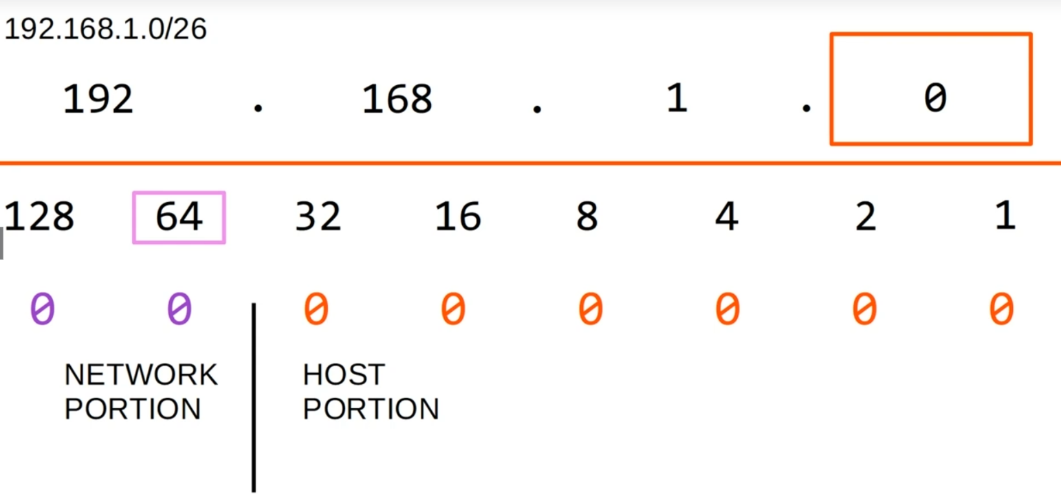 192.168.1.0/26
192 . 168 . 1 . 0
128 64 32 16 8 4 2 1
0 0 0 0 0 0 0 0
NETWORK HOST
PORTION PORTION